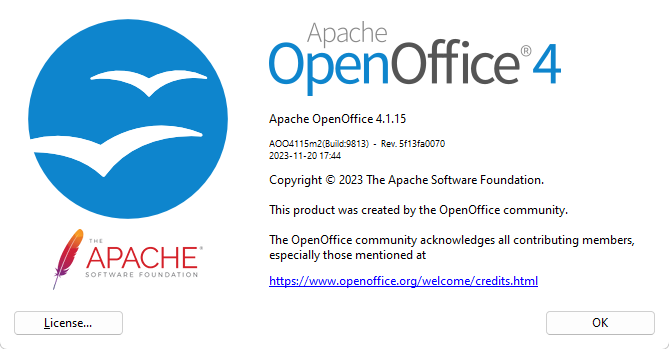 Apache
OpenOffice® 4
Apache OpenOffice 4.1.15
AOO4115m2(Build:9813) - Rev. 5f13fa0070
2023-11-20 17:44
Copyright © 2023 The Apache Software Foundation.
This product was created by the OpenOffice community.
The OpenOffice community acknowledges all contributing members,
especially those mentioned at
https://www.openoffice.org/welcome/credits.html
THE
APACHE®
SOFTWARE FOUNDATION
License...
OK